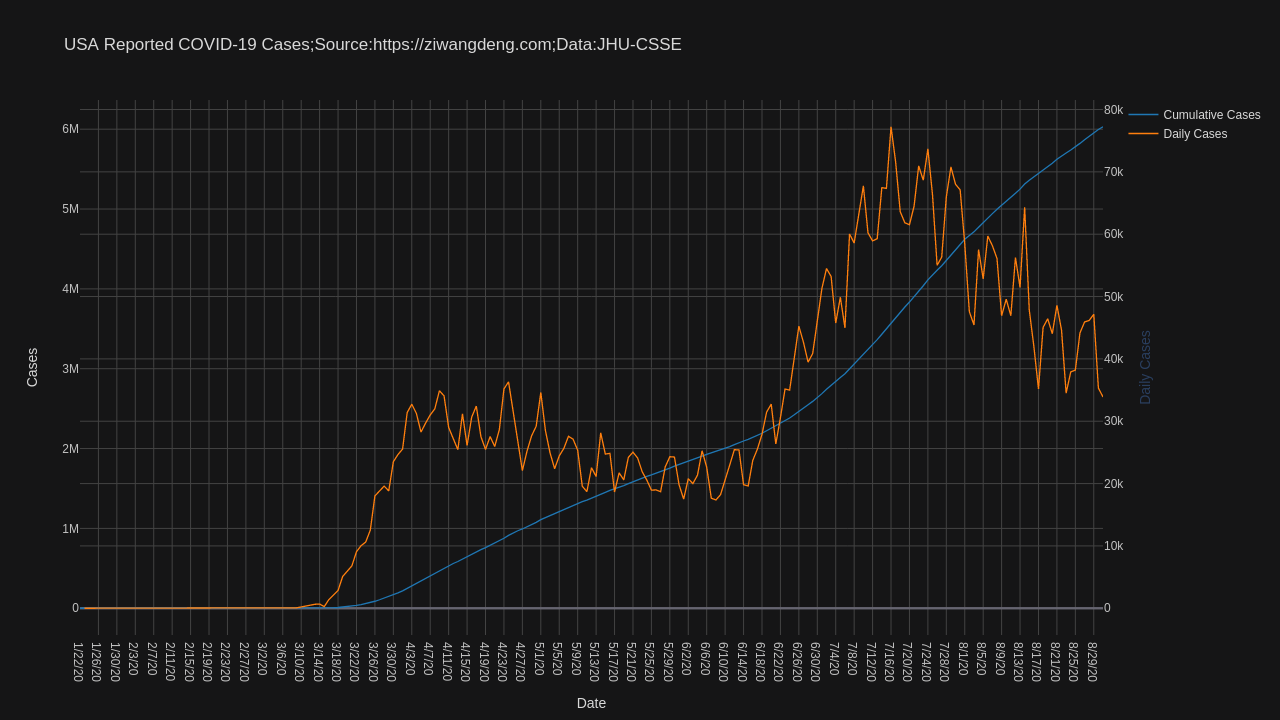 USA Reported COVID-19 Cases;Source:https://ziwangdeng.com;Data:JHU-CSSE
Cumulative Cases
Daily Cases
6M
5M
4M
3M
2M
1M
0
Cases
80k
70k
60k
50k
40k
30k
20k
10k
0
Daily Cases
1/22/20
1/26/20
1/30/20
2/3/20
2/7/20
2/11/20
2/15/20
2/19/20
2/23/20
2/27/20
3/2/20
3/6/20
3/10/20
3/14/20
3/18/20
3/22/20
3/26/20
3/30/20
4/3/20
4/7/20
4/11/20
4/15/20
4/19/20
4/23/20
4/27/20
5/1/20
5/5/20
5/9/20
5/13/20
5/17/20
5/21/20
5/25/20
5/29/20
6/2/20
6/6/20
6/10/20
6/14/20
6/18/20
6/22/20
6/26/20
6/30/20
7/4/20
7/8/20
7/12/20
7/16/20
7/20/20
7/24/20
7/28/20
8/1/20
8/5/20
8/9/20
8/13/20
8/17/20
8/21/20
8/25/20
8/29/20
Date